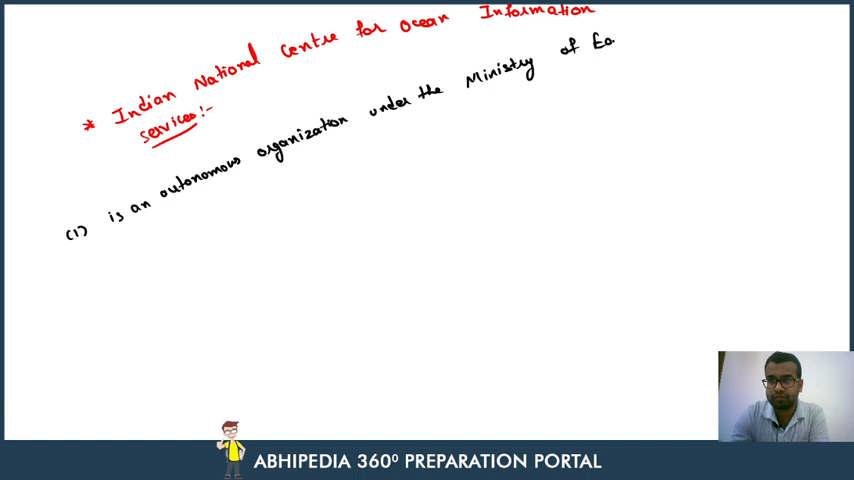 * Indian National Centre for Ocean Information
Services:-
(1) is an autonomous organization under the Ministry of Ea
ABHIPEDIA 360⁰ PREPARATION PORTAL